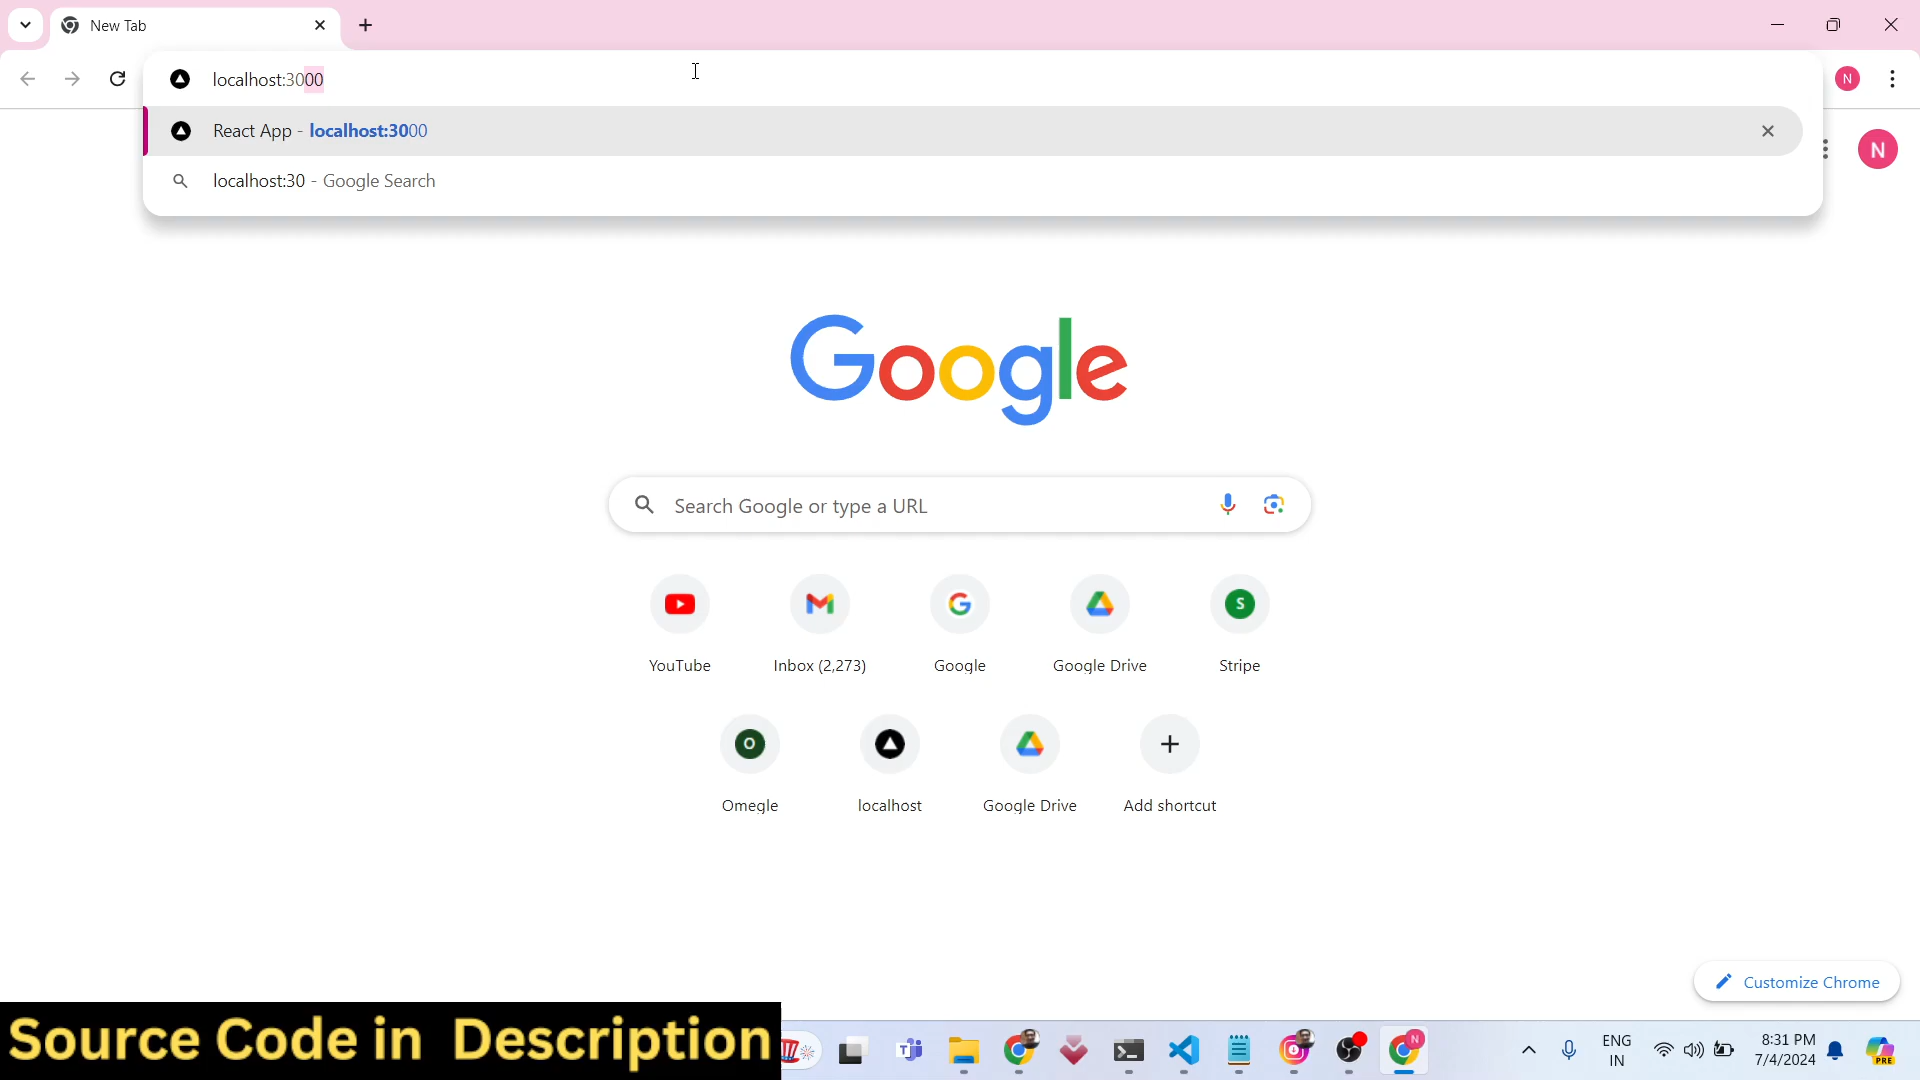 New Tab
localhost:3000
N
React App - localhost:3000
N
localhost:30 - Google Search
Google
Search Google or type a URL
S
YouTube
Inbox (2,273)
Google
Google Drive
Stripe
O
Omegle
localhost
Google Drive
Add shortcut
Customize Chrome
Source Code in Description
N
ENG
IN
8:31 PM
7/4/2024
PRE